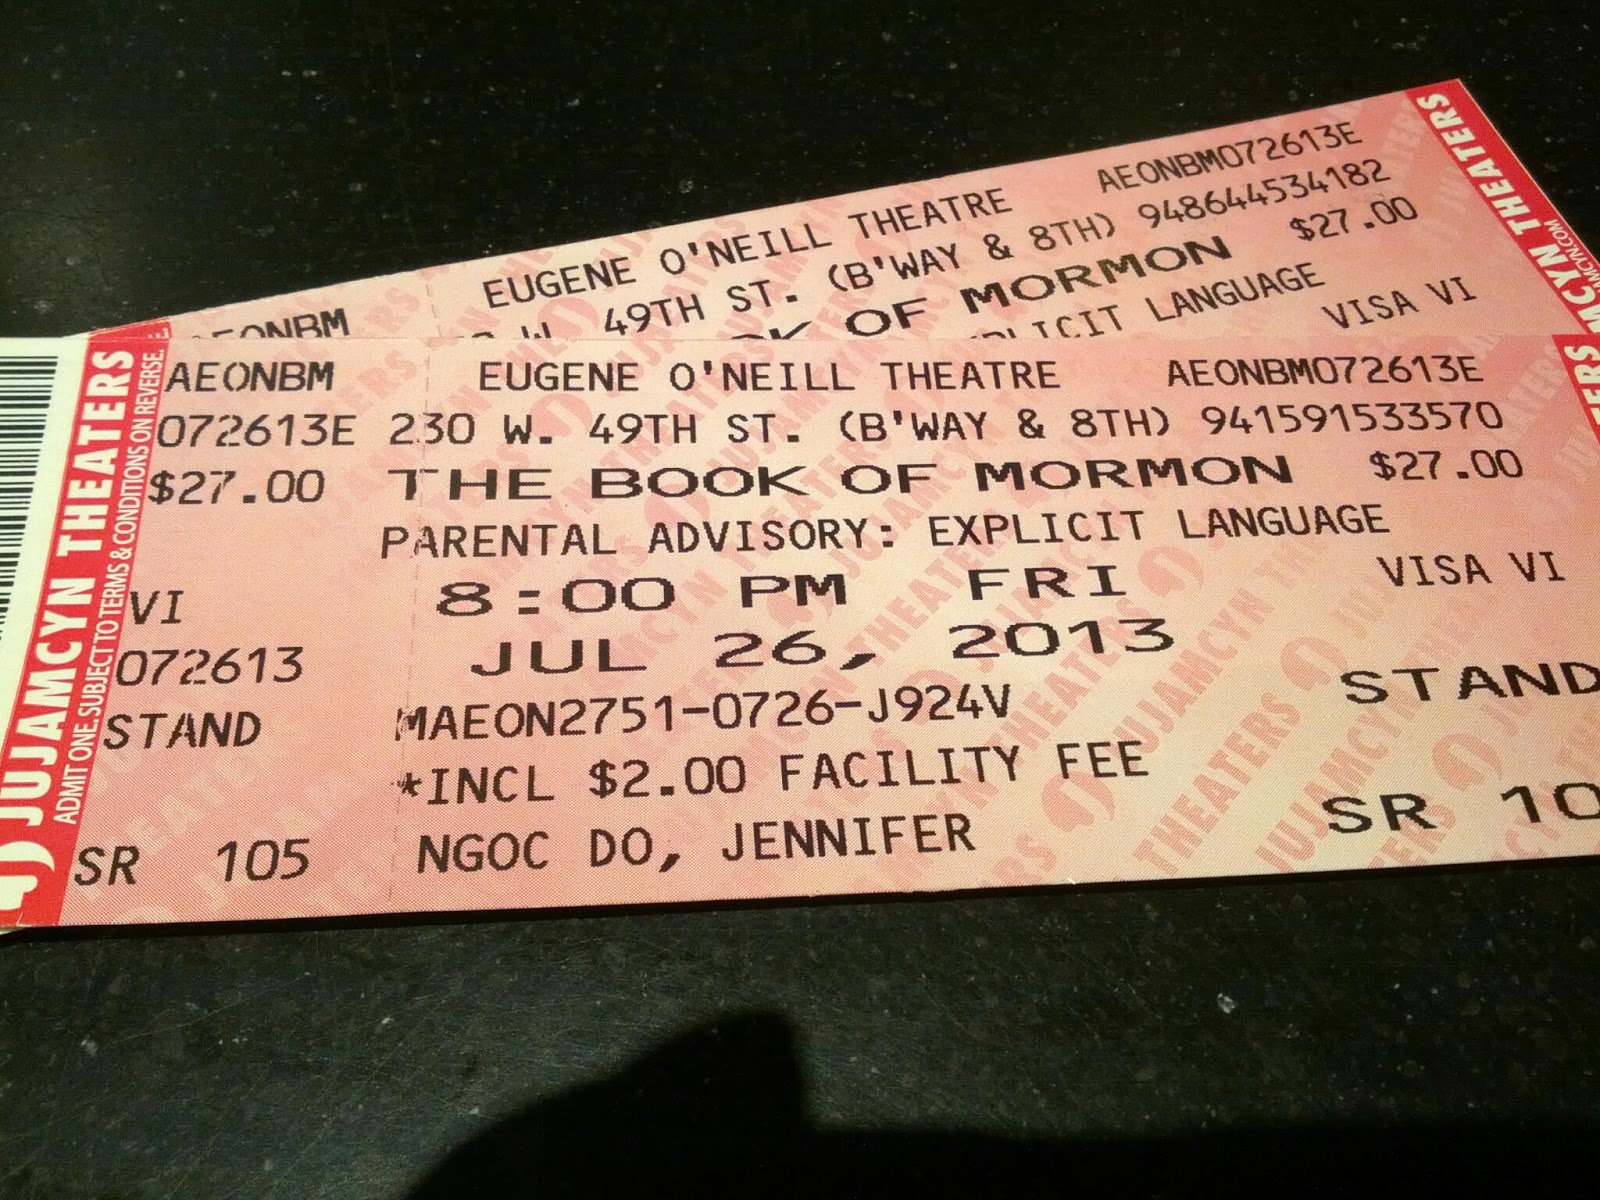 EUGENE O'NEILL THEATRE AEONBM072613E
49TH ST. (B'WAY & 8TH) 948644534182
OF MORMON $27.00
EXPLICIT LANGUAGE
VISA VI
AEONBM
JUJAMCYN THEATERS
JUJAMCYN THEATERS
ADMIT ONE. SUBJECT TO TERMS & CONDITIONS ON REVERSE.
AEONBM EUGENE O'NEILL THEATRE AEONBM072613E
072613E 230 W. 49TH ST. (B'WAY & 8TH) 941591533570
$27.00 THE BOOK OF MORMON $27.00
PARENTAL ADVISORY: EXPLICIT LANGUAGE
VI 8:00 PM FRI VISA VI
072613 JUL 26, 2013
STAND MAEON2751-0726-J924V STAND
*INCL $2.00 FACILITY FEE
SR 105 NGOC DO, JENNIFER SR 10